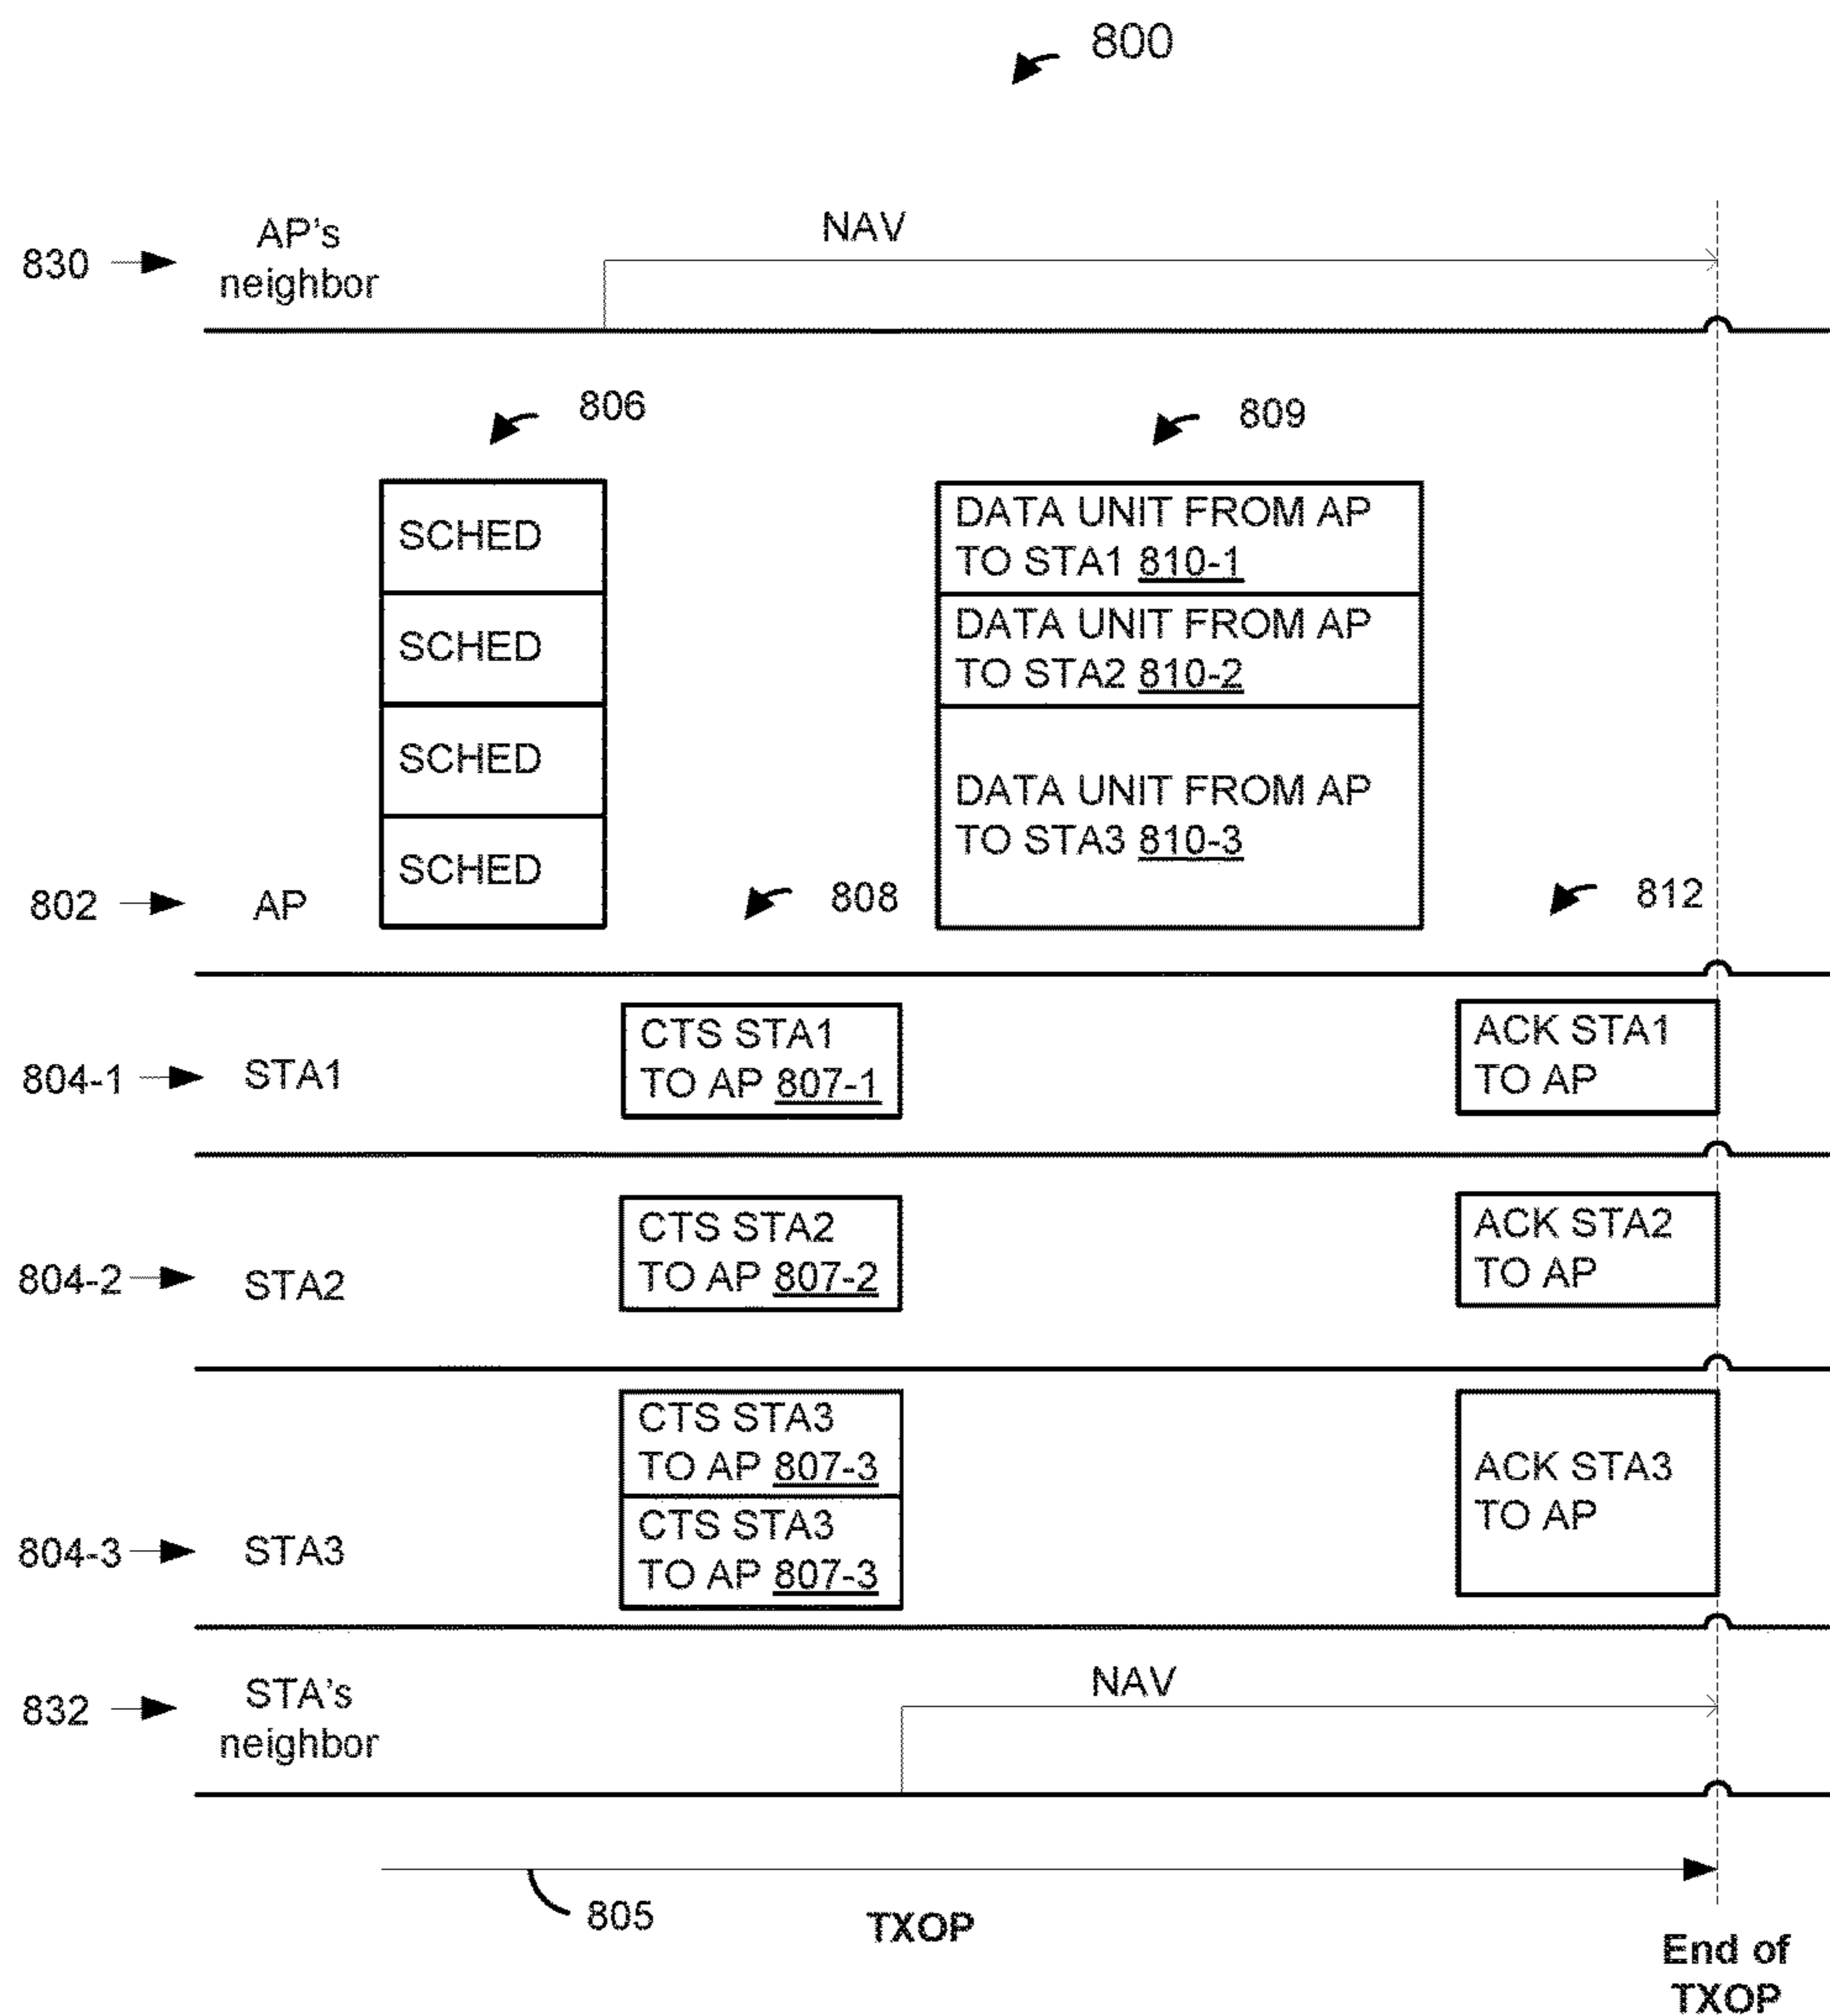 800
NAV
AP's
neighbor
830
806
809
SCHED
SCHED
SCHED
SCHED
DATA UNIT FROM AP
TO STA1 810-1
DATA UNIT FROM AP
TO STA2 810-2
DATA UNIT FROM AP
TO STA3 810-3
802
AP
808
812
CTS STA1
TO AP 807-1
ACK STA1
TO AP
804-1
STA1
CTS STA2
TO AP 807-2
ACK STA2
TO AP
804-2
STA2
CTS STA3
TO AP 807-3
CTS STA3
TO AP 807-3
ACK STA3
TO AP
804-3
STA3
NAV
832
STA's
neighbor
805
TXOP
End of
TXOP